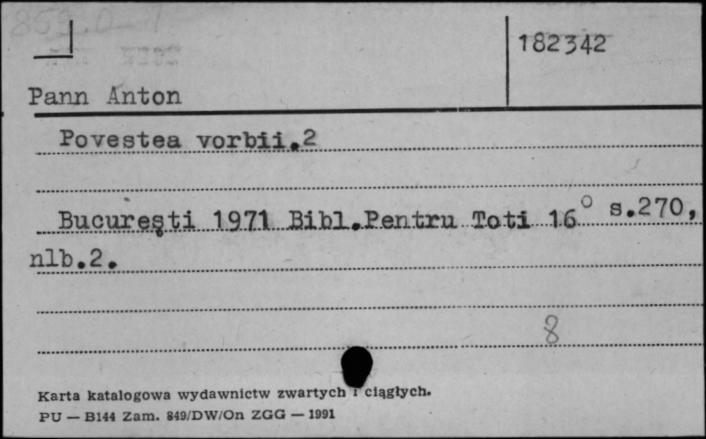 182342
Pann Anton
Povestea vorbii.2
Bucureşti 1971 Bibl.Pentru Toti 16° s.270,
nlb.2.
8
Karta katalogowa wydawnictw zwartych i ciągłych.
PU — B144 Zam. 849/DW/On ZGG — 1991